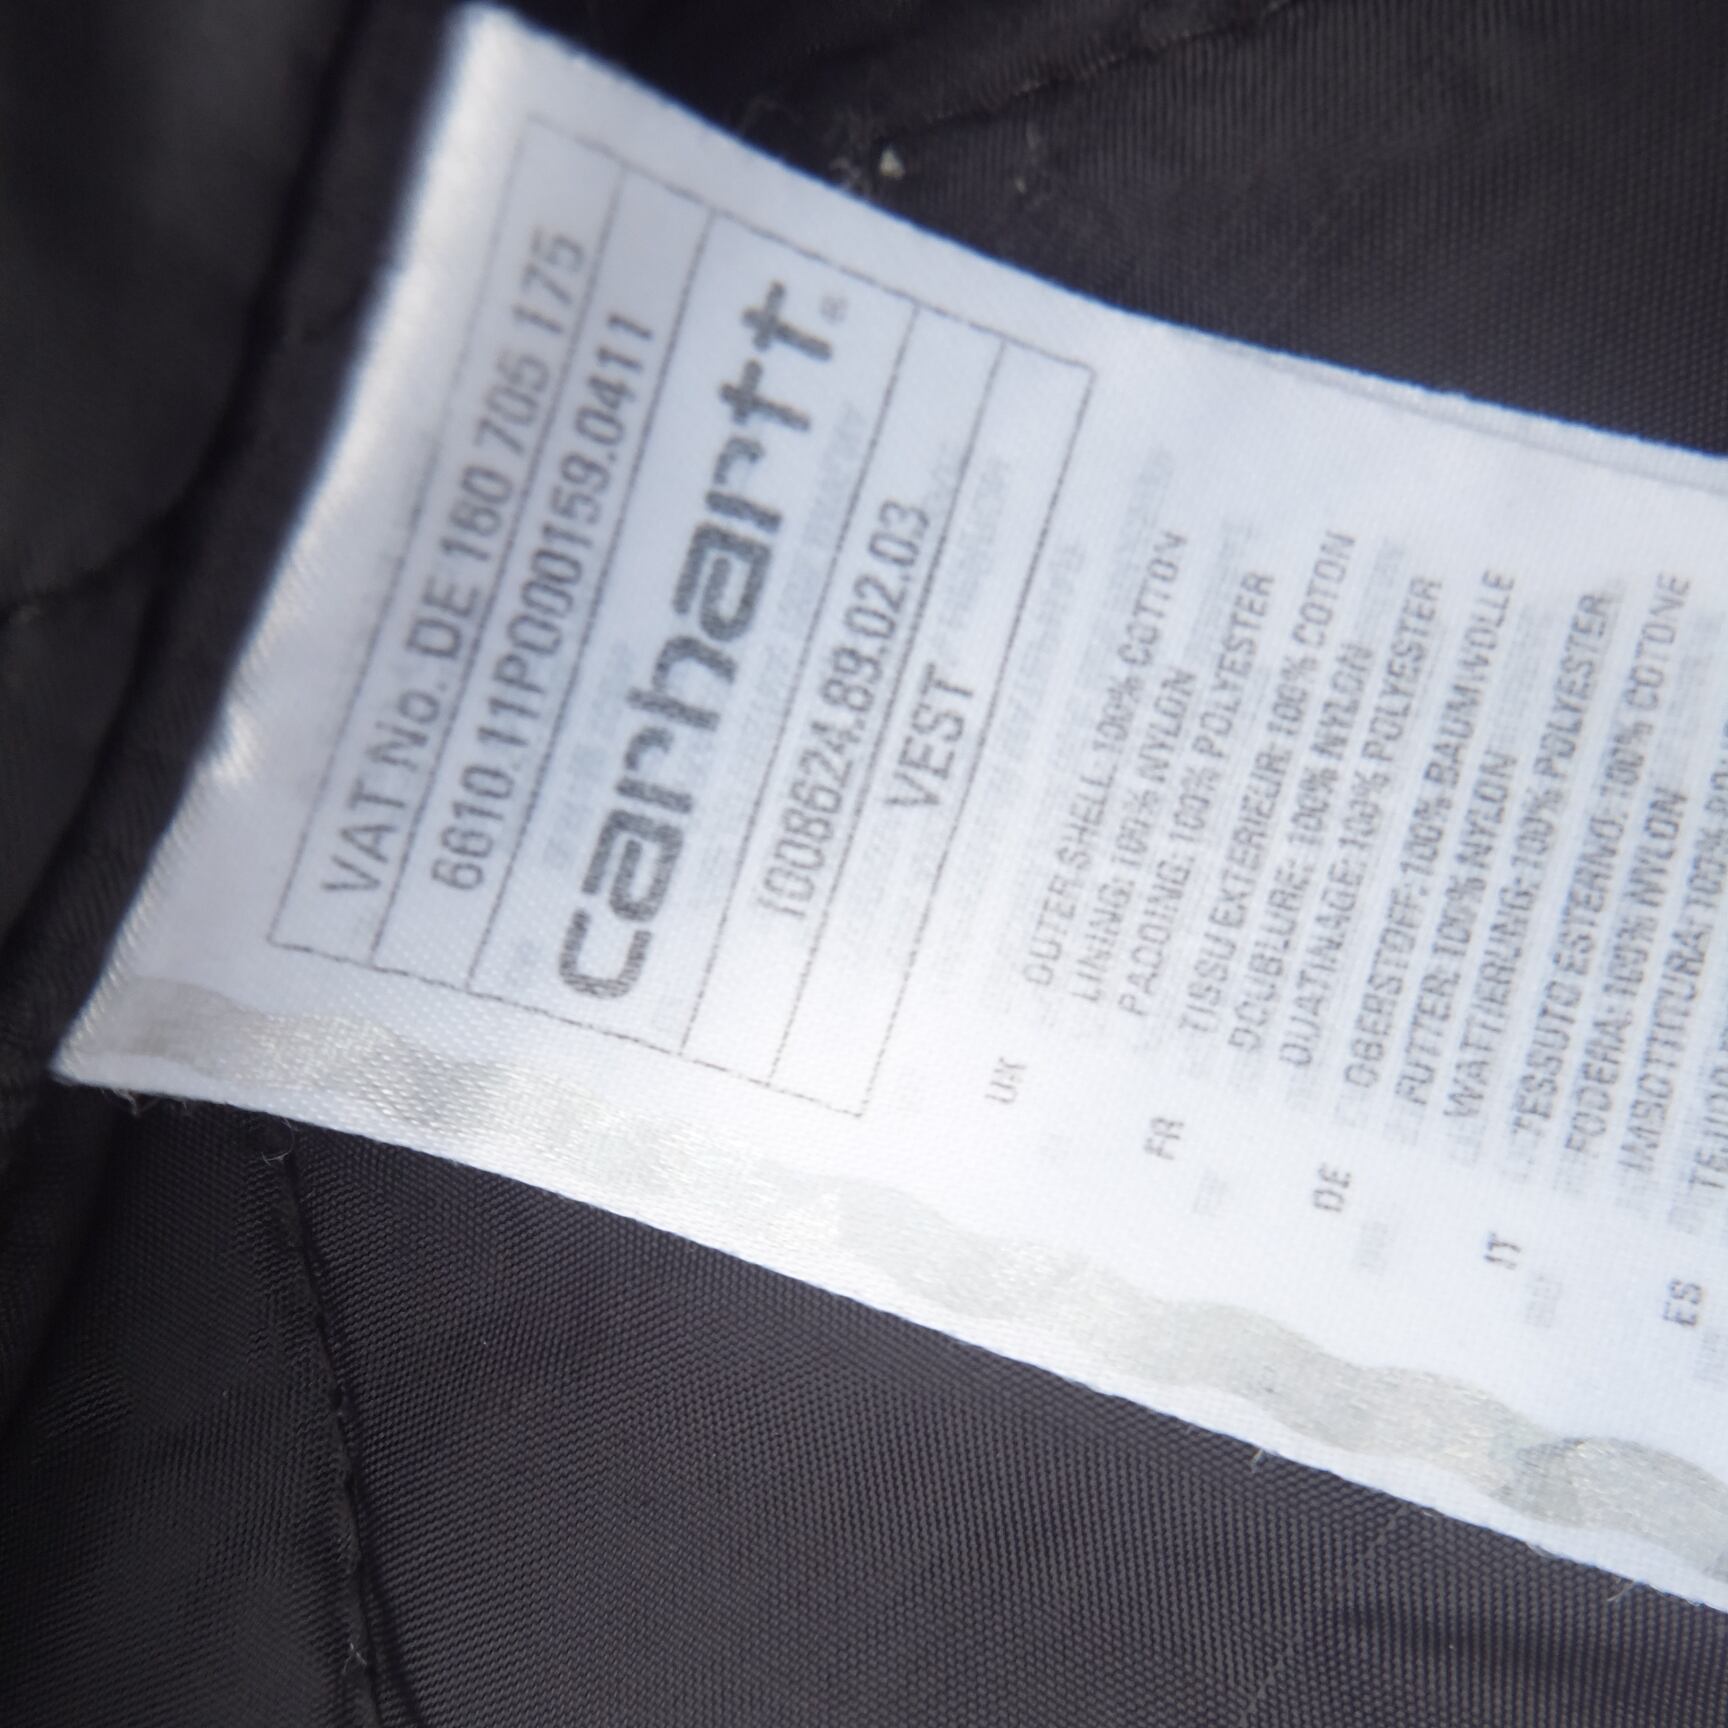 VAT No. DE 180 705 175
6610.11P000159.0411
carhartt®
I008624.89.02.03
VEST
UK OUTER SHELL: 100% COTTON
LINING: 100% NYLON
PADDING: 100% POLYESTER
FR TISSU EXTERIEUR: 100% COTON
DOUBLURE: 100% NYLON
OUATINAGE: 100% POLYESTER
DE OBERSTOFF: 100% BAUMWOLLE
FUTTER: 100% NYLON
WATTIERUNG: 100% POLYESTER
IT TESSUTO ESTERNO: 100% COTONE
FODERA: 100% NYLON
IMBOTTITURA: 100%
ES